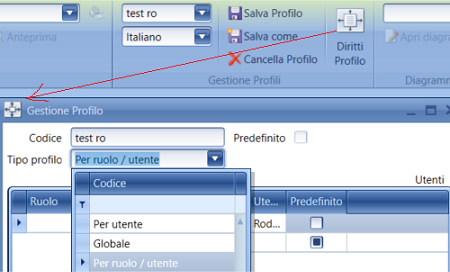 test ro
Salva Profilo
Anteprima
Italiano
Salva come
Diritti
Profilo
Apri diagra
Cancella Profilo
Gestione Profili
Diagramm
Gestione Profilo
Codice test ro Predefinito
Tipo profilo Per ruolo / utente
Utenti
Codice
Ruolo Ute... Predefinito
Per utente Rod...
Globale
Per ruolo / utente